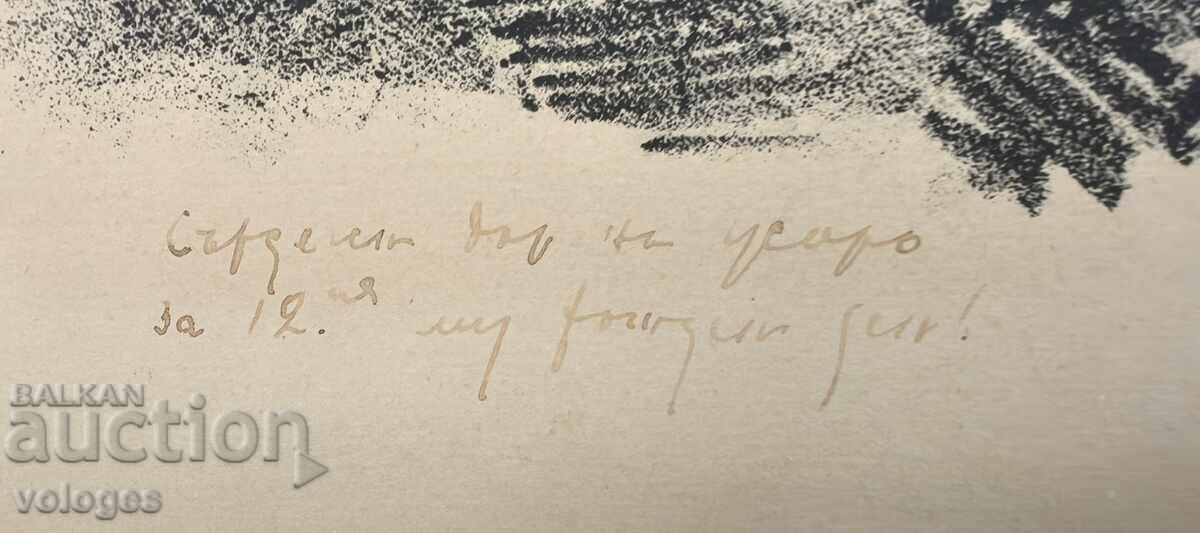 Сърдечен дар на
за 12.ия му рожден ден!
BALKAN
auction
vologes